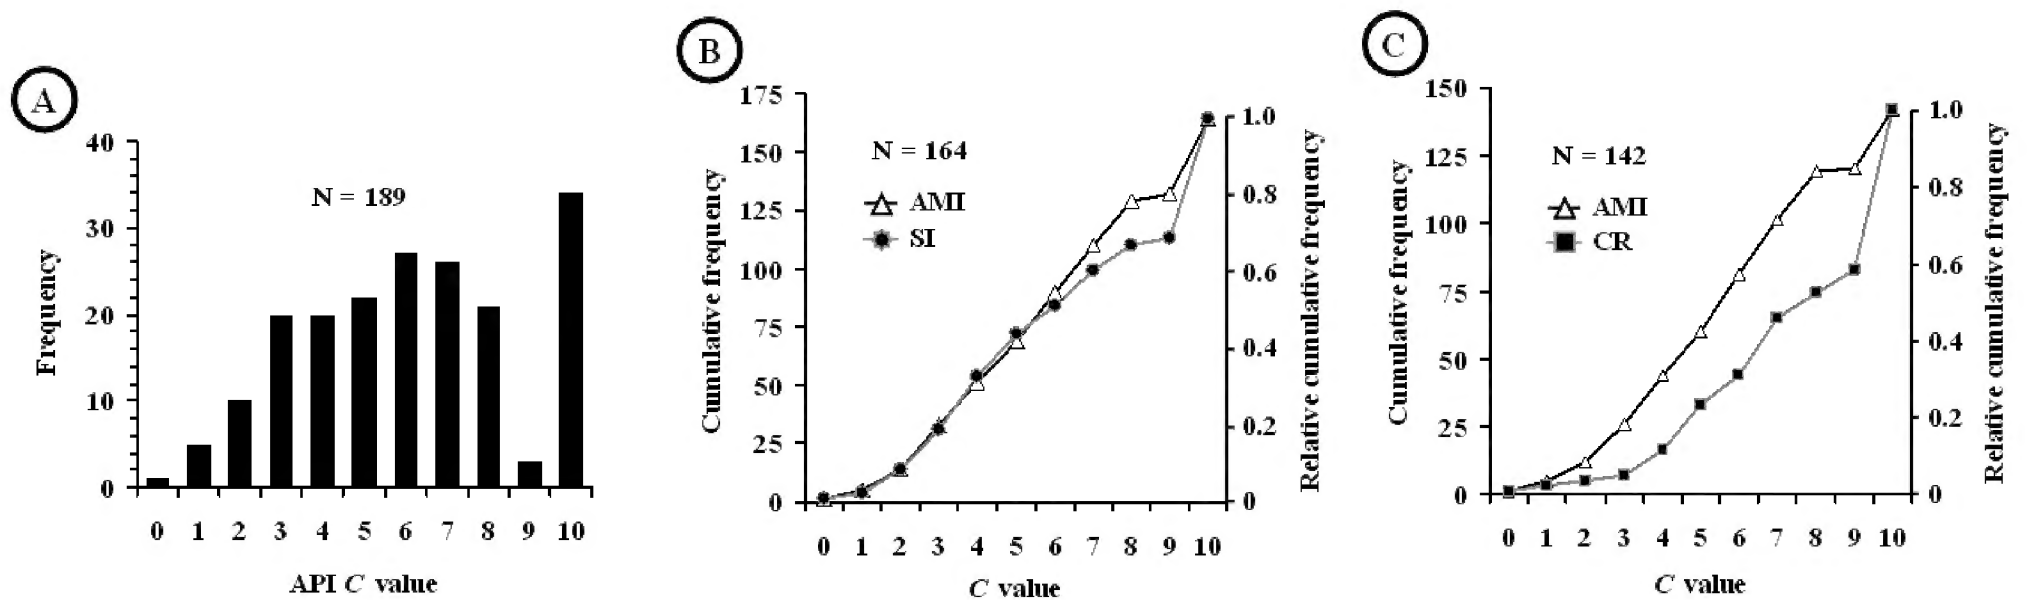 A
40
30
20
10
0
Frequency
N = 189
0 1 2 3 4 5 6 7 8 9 10
API C value
B
175
150
125
100
75
50
25
0
Cumulative frequency
N = 164
AMI
SI
1.0
0.8
0.6
0.4
0.2
0
Relative cumulative frequency
0 1 2 3 4 5 6 7 8 9 10
C value
C
150
125
100
75
50
25
0
Cumulative frequency
N = 142
AMI
CR
1.0
0.8
0.6
0.4
0.2
0
Relative cumulative frequency
0 1 2 3 4 5 6 7 8 9 10
C value